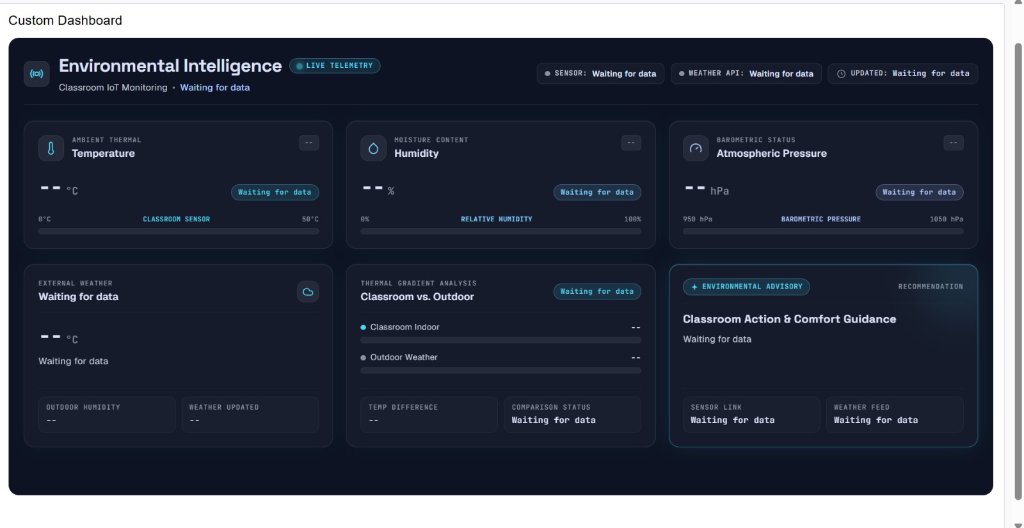 Custom Dashboard
Environmental Intelligence
LIVE TELEMETRY
Classroom IoT Monitoring • Waiting for data
SENSOR: Waiting for data
WEATHER API: Waiting for data
UPDATED: Waiting for data
AMBIENT THERMAL
Temperature
--
-- °C
Waiting for data
0°C CLASSROOM SENSOR 50°C
MOISTURE CONTENT
Humidity
--
-- %
Waiting for data
0% RELATIVE HUMIDITY 100%
BAROMETRIC STATUS
Atmospheric Pressure
--
-- hPa
Waiting for data
950 hPa BAROMETRIC PRESSURE 1050 hPa
EXTERNAL WEATHER
Waiting for data
-- °C
Waiting for data
OUTDOOR HUMIDITY
--
WEATHER UPDATED
--
THERMAL GRADIENT ANALYSIS
Classroom vs. Outdoor
Waiting for data
Classroom Indoor --
Outdoor Weather --
TEMP DIFFERENCE
--
COMPARISON STATUS
Waiting for data
ENVIRONMENTAL ADVISORY
RECOMMENDATION
Classroom Action & Comfort Guidance
Waiting for data
SENSOR LINK
Waiting for data
WEATHER FEED
Waiting for data